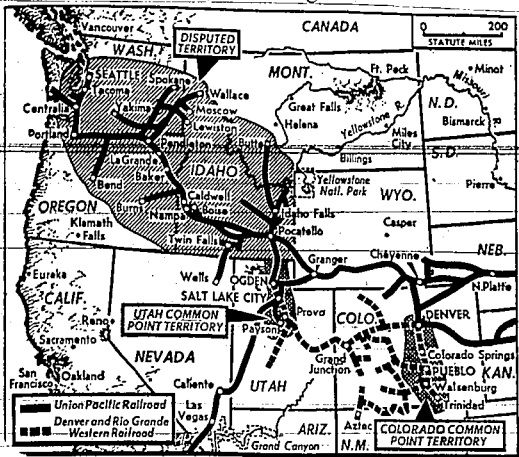 Vancouver
CANADA
WASH.
DISPUTED
TERRITORY
0 200
STATUTE MILES
SEATTLE
Tacoma
Spokane
Wallace
MONT.
Ft. Peck
Missouri
R.
Minot
Centralia
Yakima
Moscow
Lewiston
Great Falls
Helena
N.D.
Bismarck
Portland
Pendleton
Butte
Yellowstone R.
Miles
City
LaGrande
Baker
IDAHO
Billings
S.D.
Bend
Caldwell
Boise
Yellowstone
Natl. Park
Pierre
OREGON
Burns
Nampa
Idaho Falls
WYO.
Klamath
Falls
Twin Falls
Pocatello
Casper
Eureka
Wells
OGDEN
Granger
Cheyenne
NEB.
N.Platte
CALIF.
SALT LAKE CITY
Reno
UTAH COMMON
POINT TERRITORY
Provo
Payson
COLO.
DENVER
Sacramento
NEVADA
Grand
Junction
Colorado Springs
San
Francisco
Oakland
Caliente
UTAH
PUEBLO
KAN.
Walsenburg
Trinidad
Las
Vegas
Aztec
Union Pacific Railroad
Denver and Rio Grande
Western Railroad
ARIZ.
Grand Canyon
N.M.
COLORADO COMMON
POINT TERRITORY